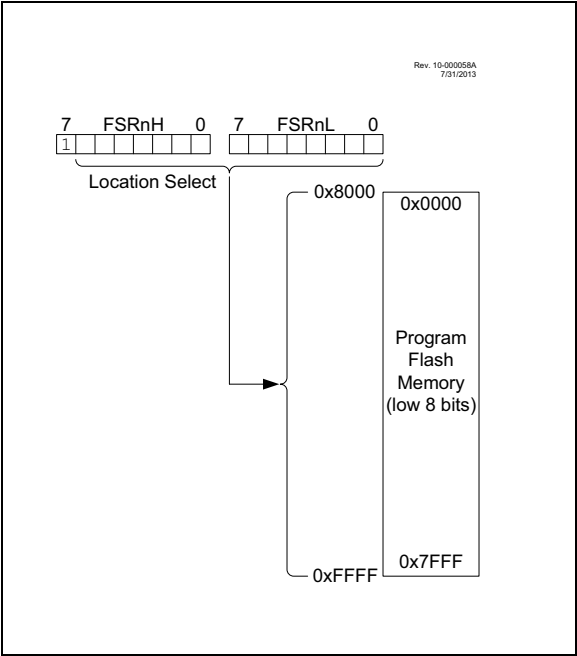 Rev. 10-000058A
7/31/2013
7 FSRnH 0 7 FSRnL 0
1
Location Select
0x8000
0x0000
Program
Flash
Memory
(low 8 bits)
0x7FFF
0xFFFF